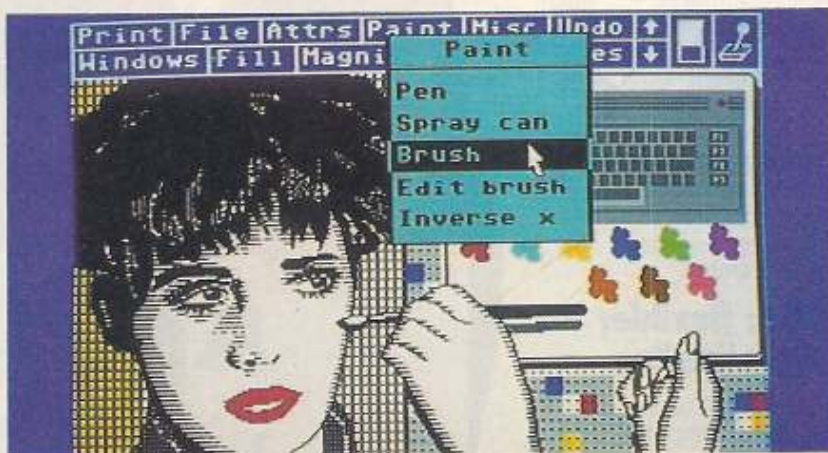 Print File Attrs Paint Misc Undo
Windows Fill Magni es
Paint
Pen
Spray can
Brush
Edit brush
Inverse x